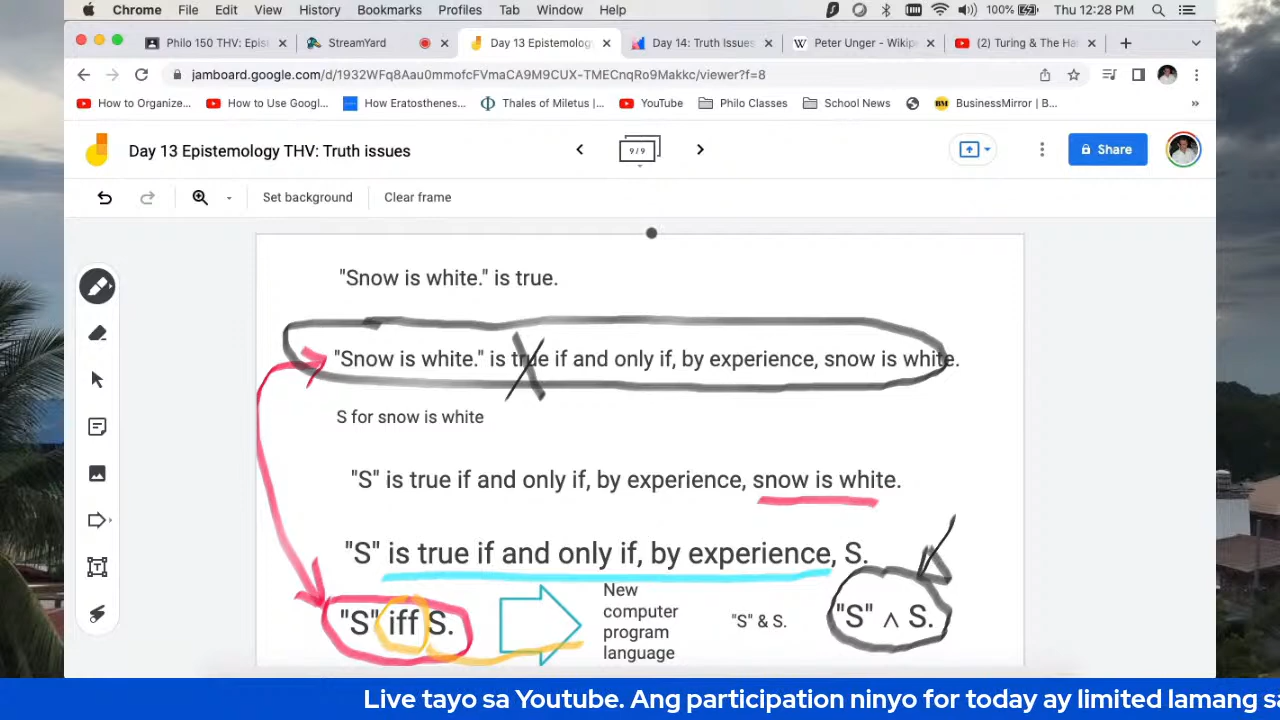 Chrome File Edit View History Bookmarks Profiles Tab Window Help 100% Thu 12:28 PM
Philo 150 THV: Epis StreamYard Day 13 Epistemology Day 14: Truth Issues Peter Unger - Wikipe (2) Turing & The Ha
jamboard.google.com/d/1932WFq8Aau0mmofcFVmaCA9M9CUX-TMECnqRo9Makkc/viewer?f=8
How to Organize... How to Use Googl... How Eratosthenes... Thales of Miletus |... YouTube Philo Classes School News BM BusinessMirror | B... »
Day 13 Epistemology THV: Truth issues 9/9 Share
Set background Clear frame
"Snow is white." is true.
"Snow is white." is true if and only if, by experience, snow is white.
S for snow is white
"S" is true if and only if, by experience, snow is white.
"S" is true if and only if, by experience, S.
"S" iff S.
New
computer
program
language
"S" & S.
"S" ∧ S.
Live tayo sa Youtube. Ang participation ninyo for today ay limited lamang sa